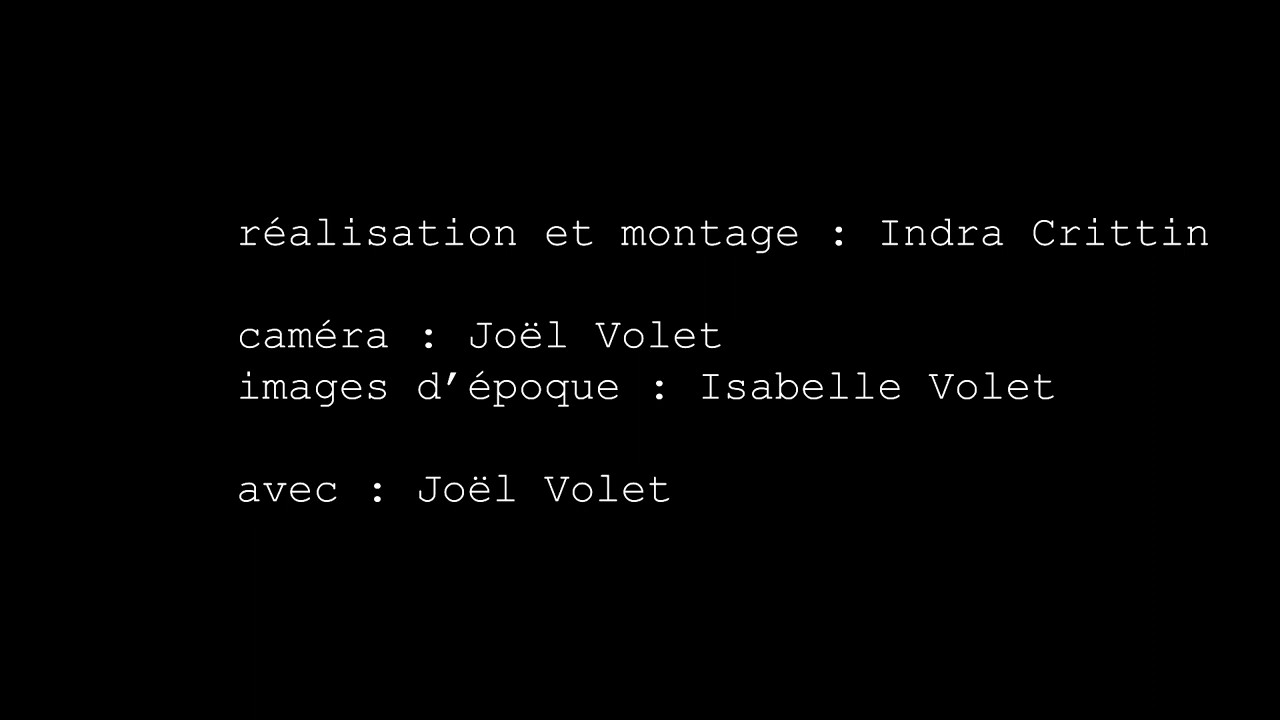 réalisation et montage : Indra Crittin
caméra : Joël Volet
images d’époque : Isabelle Volet
avec : Joël Volet